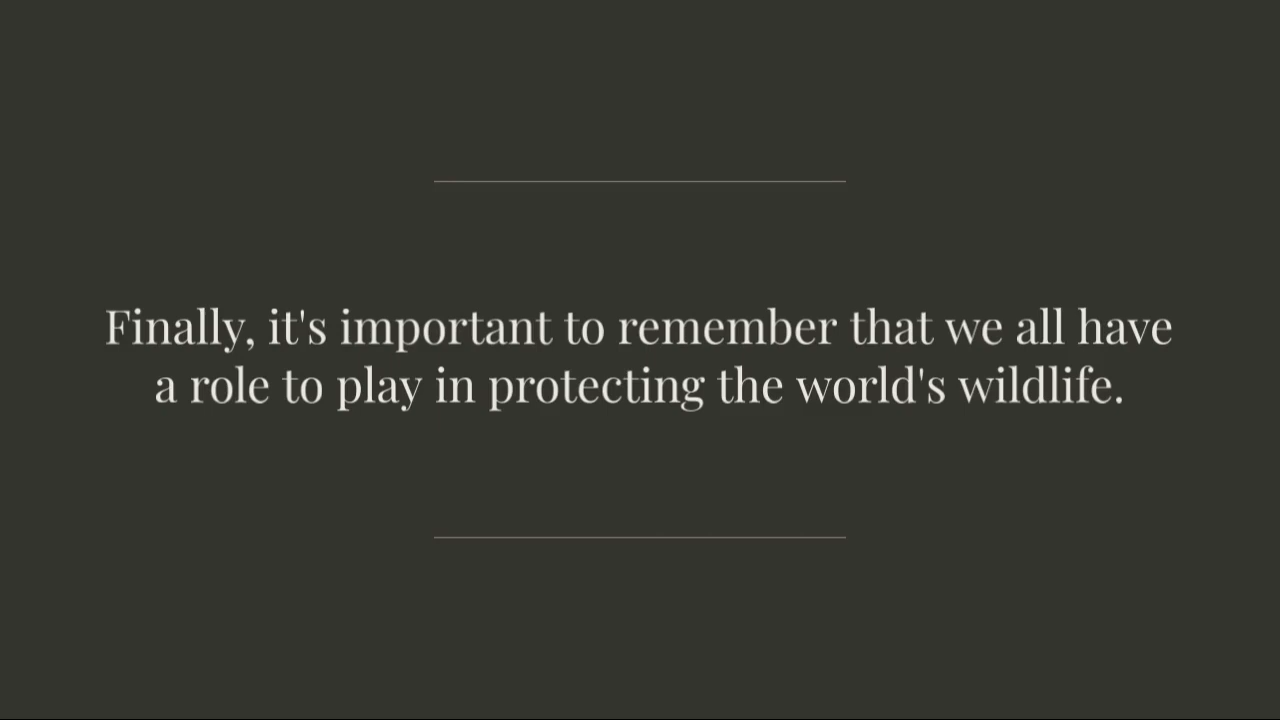 Finally, it's important to remember that we all have
a role to play in protecting the world's wildlife.